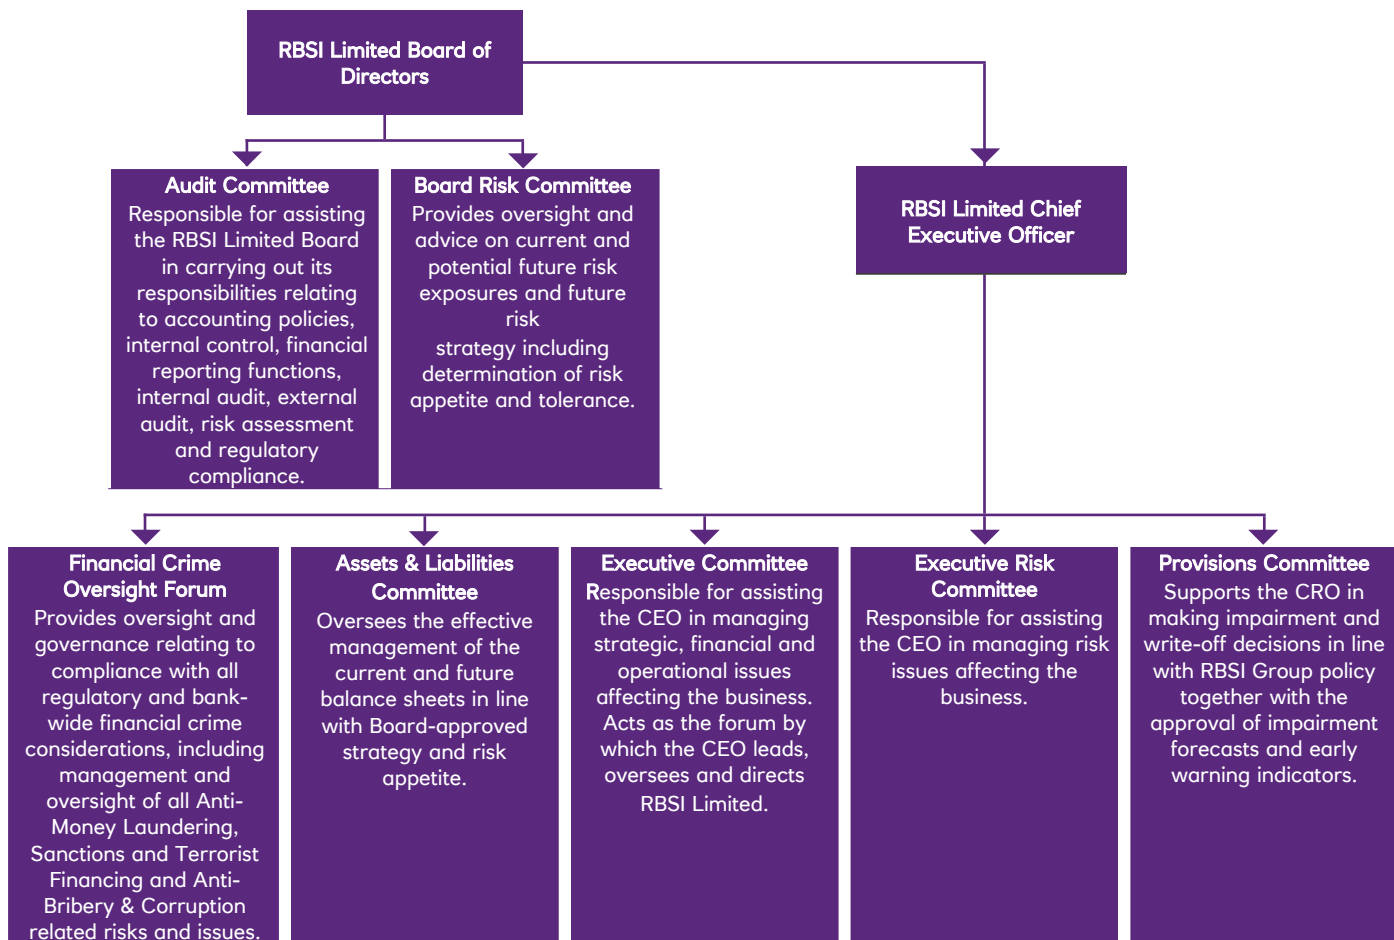 RBSI Limited Board of
Directors
Audit Committee
Responsible for assisting
the RBSI Limited Board
in carrying out its
responsibilities relating
to accounting policies,
internal control, financial
reporting functions,
internal audit, external
audit, risk assessment
and regulatory
compliance.
Board Risk Committee
Provides oversight and
advice on current and
potential future risk
exposures and future
risk
strategy including
determination of risk
appetite and tolerance.
RBSI Limited Chief
Executive Officer
Financial Crime
Oversight Forum
Provides oversight and
governance relating to
compliance with all
regulatory and bank-
wide financial crime
considerations, including
management and
oversight of all Anti-
Money Laundering,
Sanctions and Terrorist
Financing and Anti-
Bribery & Corruption
related risks and issues.
Assets & Liabilities
Committee
Oversees the effective
management of the
current and future
balance sheets in line
with Board-approved
strategy and risk
appetite.
Executive Committee
Responsible for assisting
the CEO in managing
strategic, financial and
operational issues
affecting the business.
Acts as the forum by
which the CEO leads,
oversees and directs
RBSI Limited.
Executive Risk
Committee
Responsible for assisting
the CEO in managing risk
issues affecting the
business.
Provisions Committee
Supports the CRO in
making impairment and
write-off decisions in line
with RBSI Group policy
together with the
approval of impairment
forecasts and early
warning indicators.